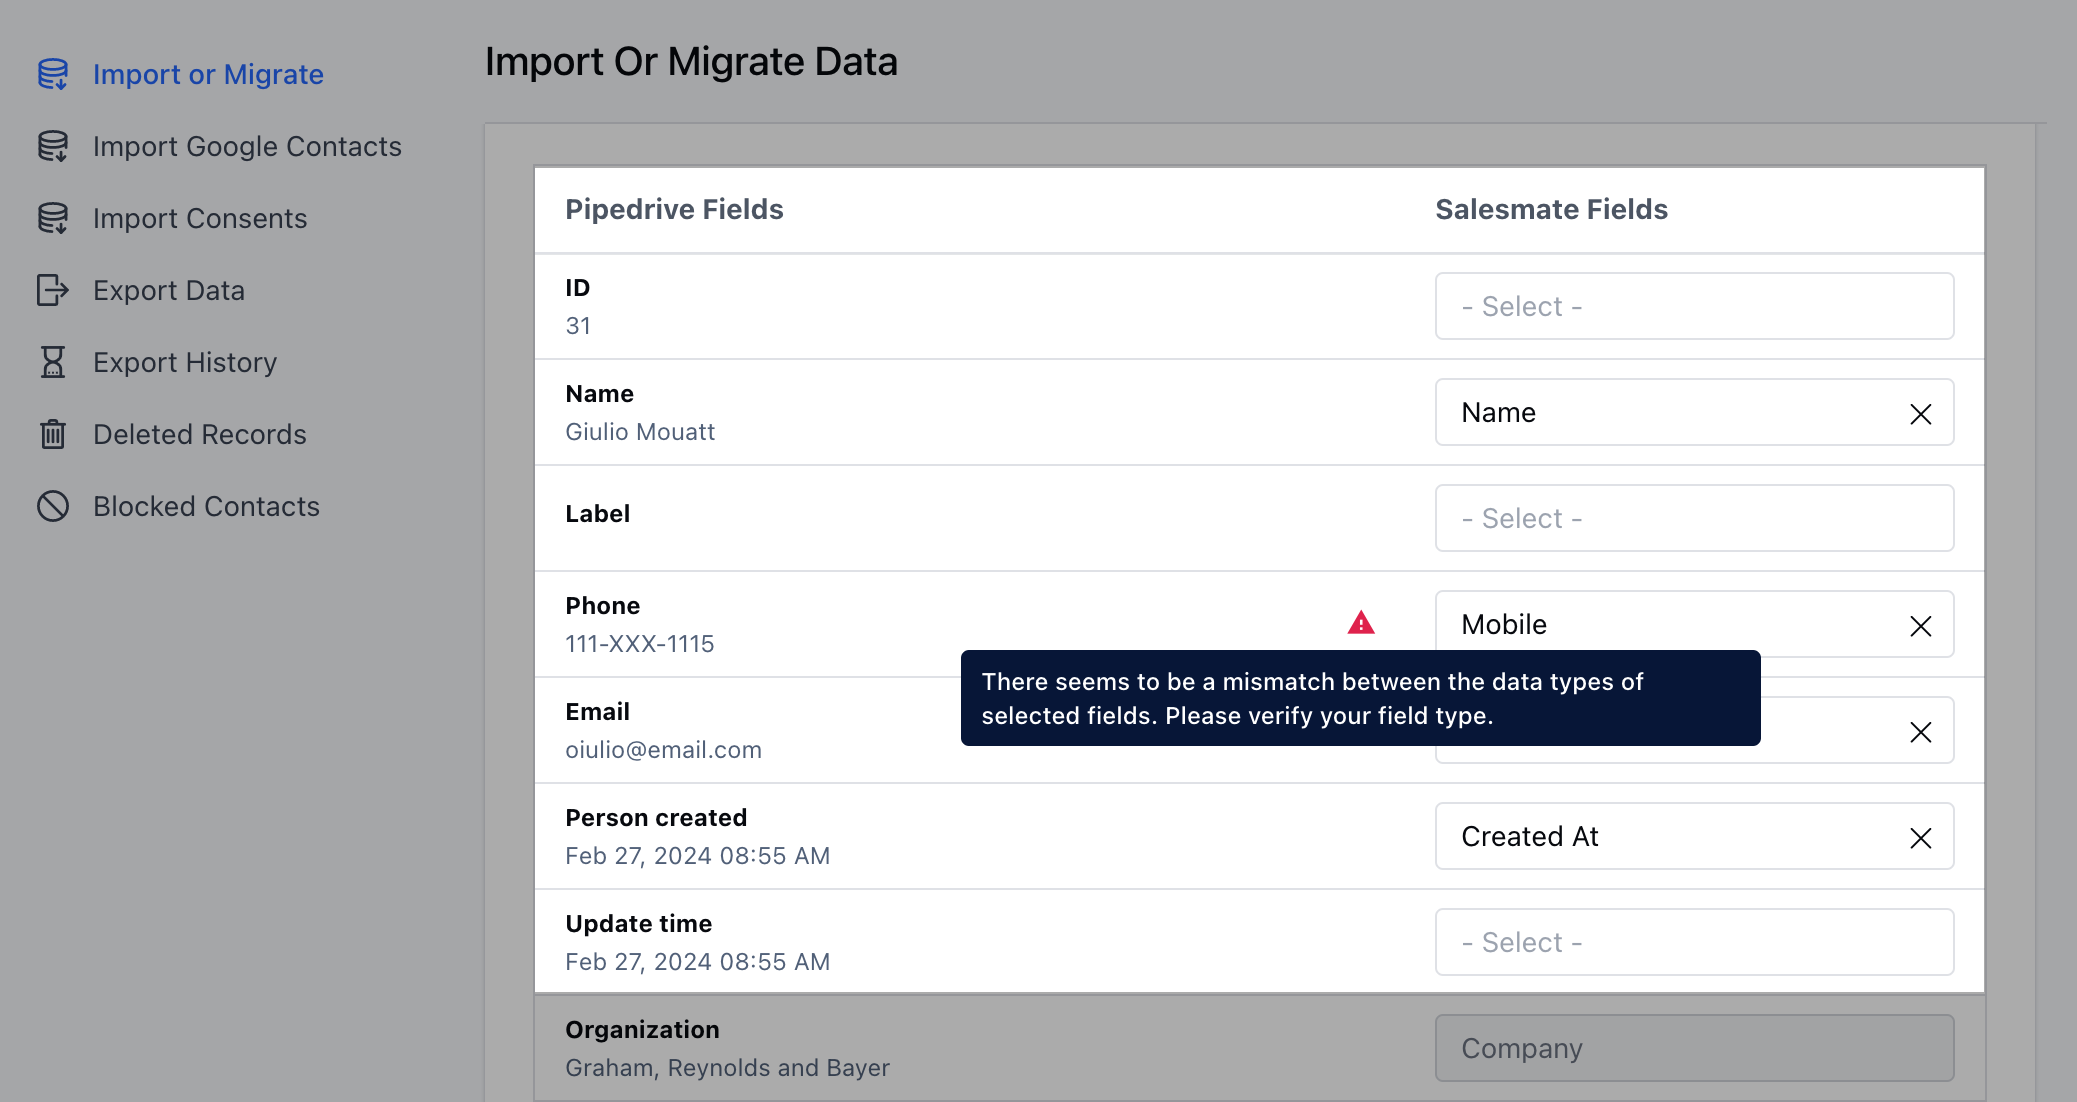 Import or Migrate
Import Google Contacts
Import Consents
Export Data
Export History
Deleted Records
Blocked Contacts
Import Or Migrate Data
Pipedrive Fields
Salesmate Fields
ID
31
- Select -
Name
Giulio Mouatt
Name
Label
- Select -
Phone
111-XXX-1115
Mobile
There seems to be a mismatch between the data types of
selected fields. Please verify your field type.
Email
oiulio@email.com
Person created
Feb 27, 2024 08:55 AM
Created At
Update time
Feb 27, 2024 08:55 AM
- Select -
Organization
Graham, Reynolds and Bayer
Company